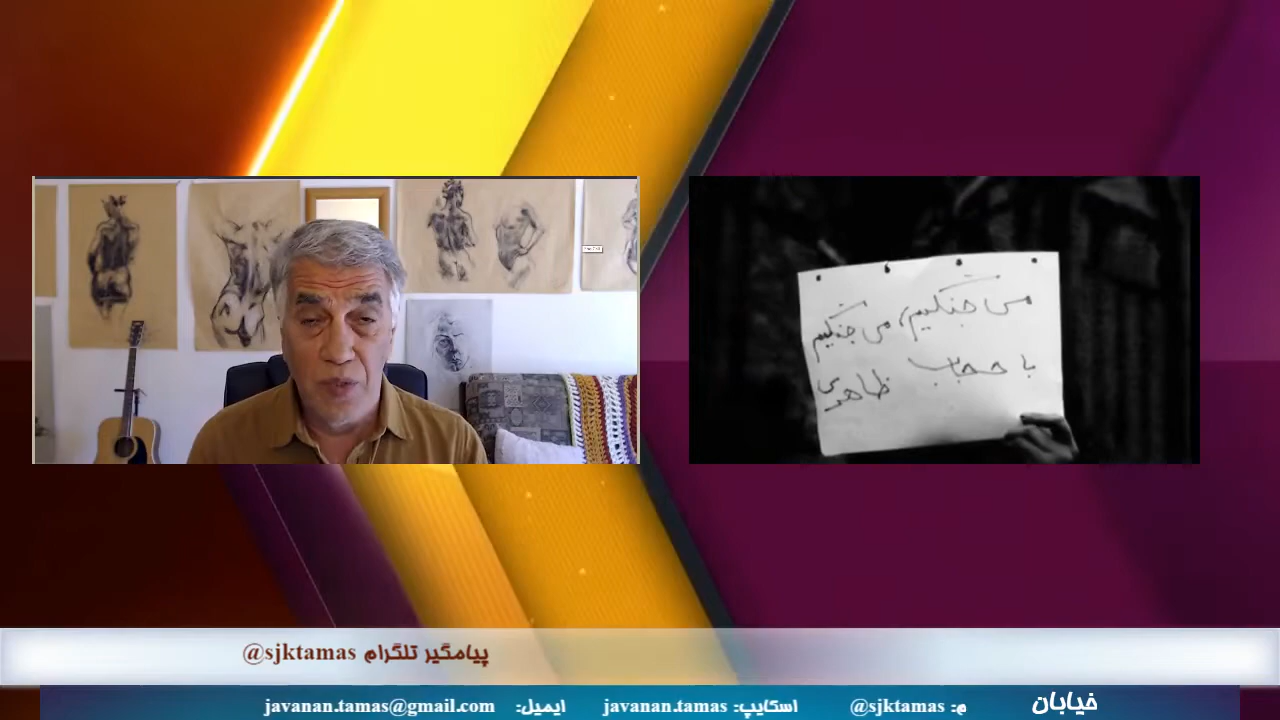 می جنگیم، می جنگیم
با حجاب ظاهری
پیامگیر تلگرام @sjktamas
خیابان
م: @sjktamas اسکایپ: javanan.tamas ایمیل: javanan.tamas@gmail.com